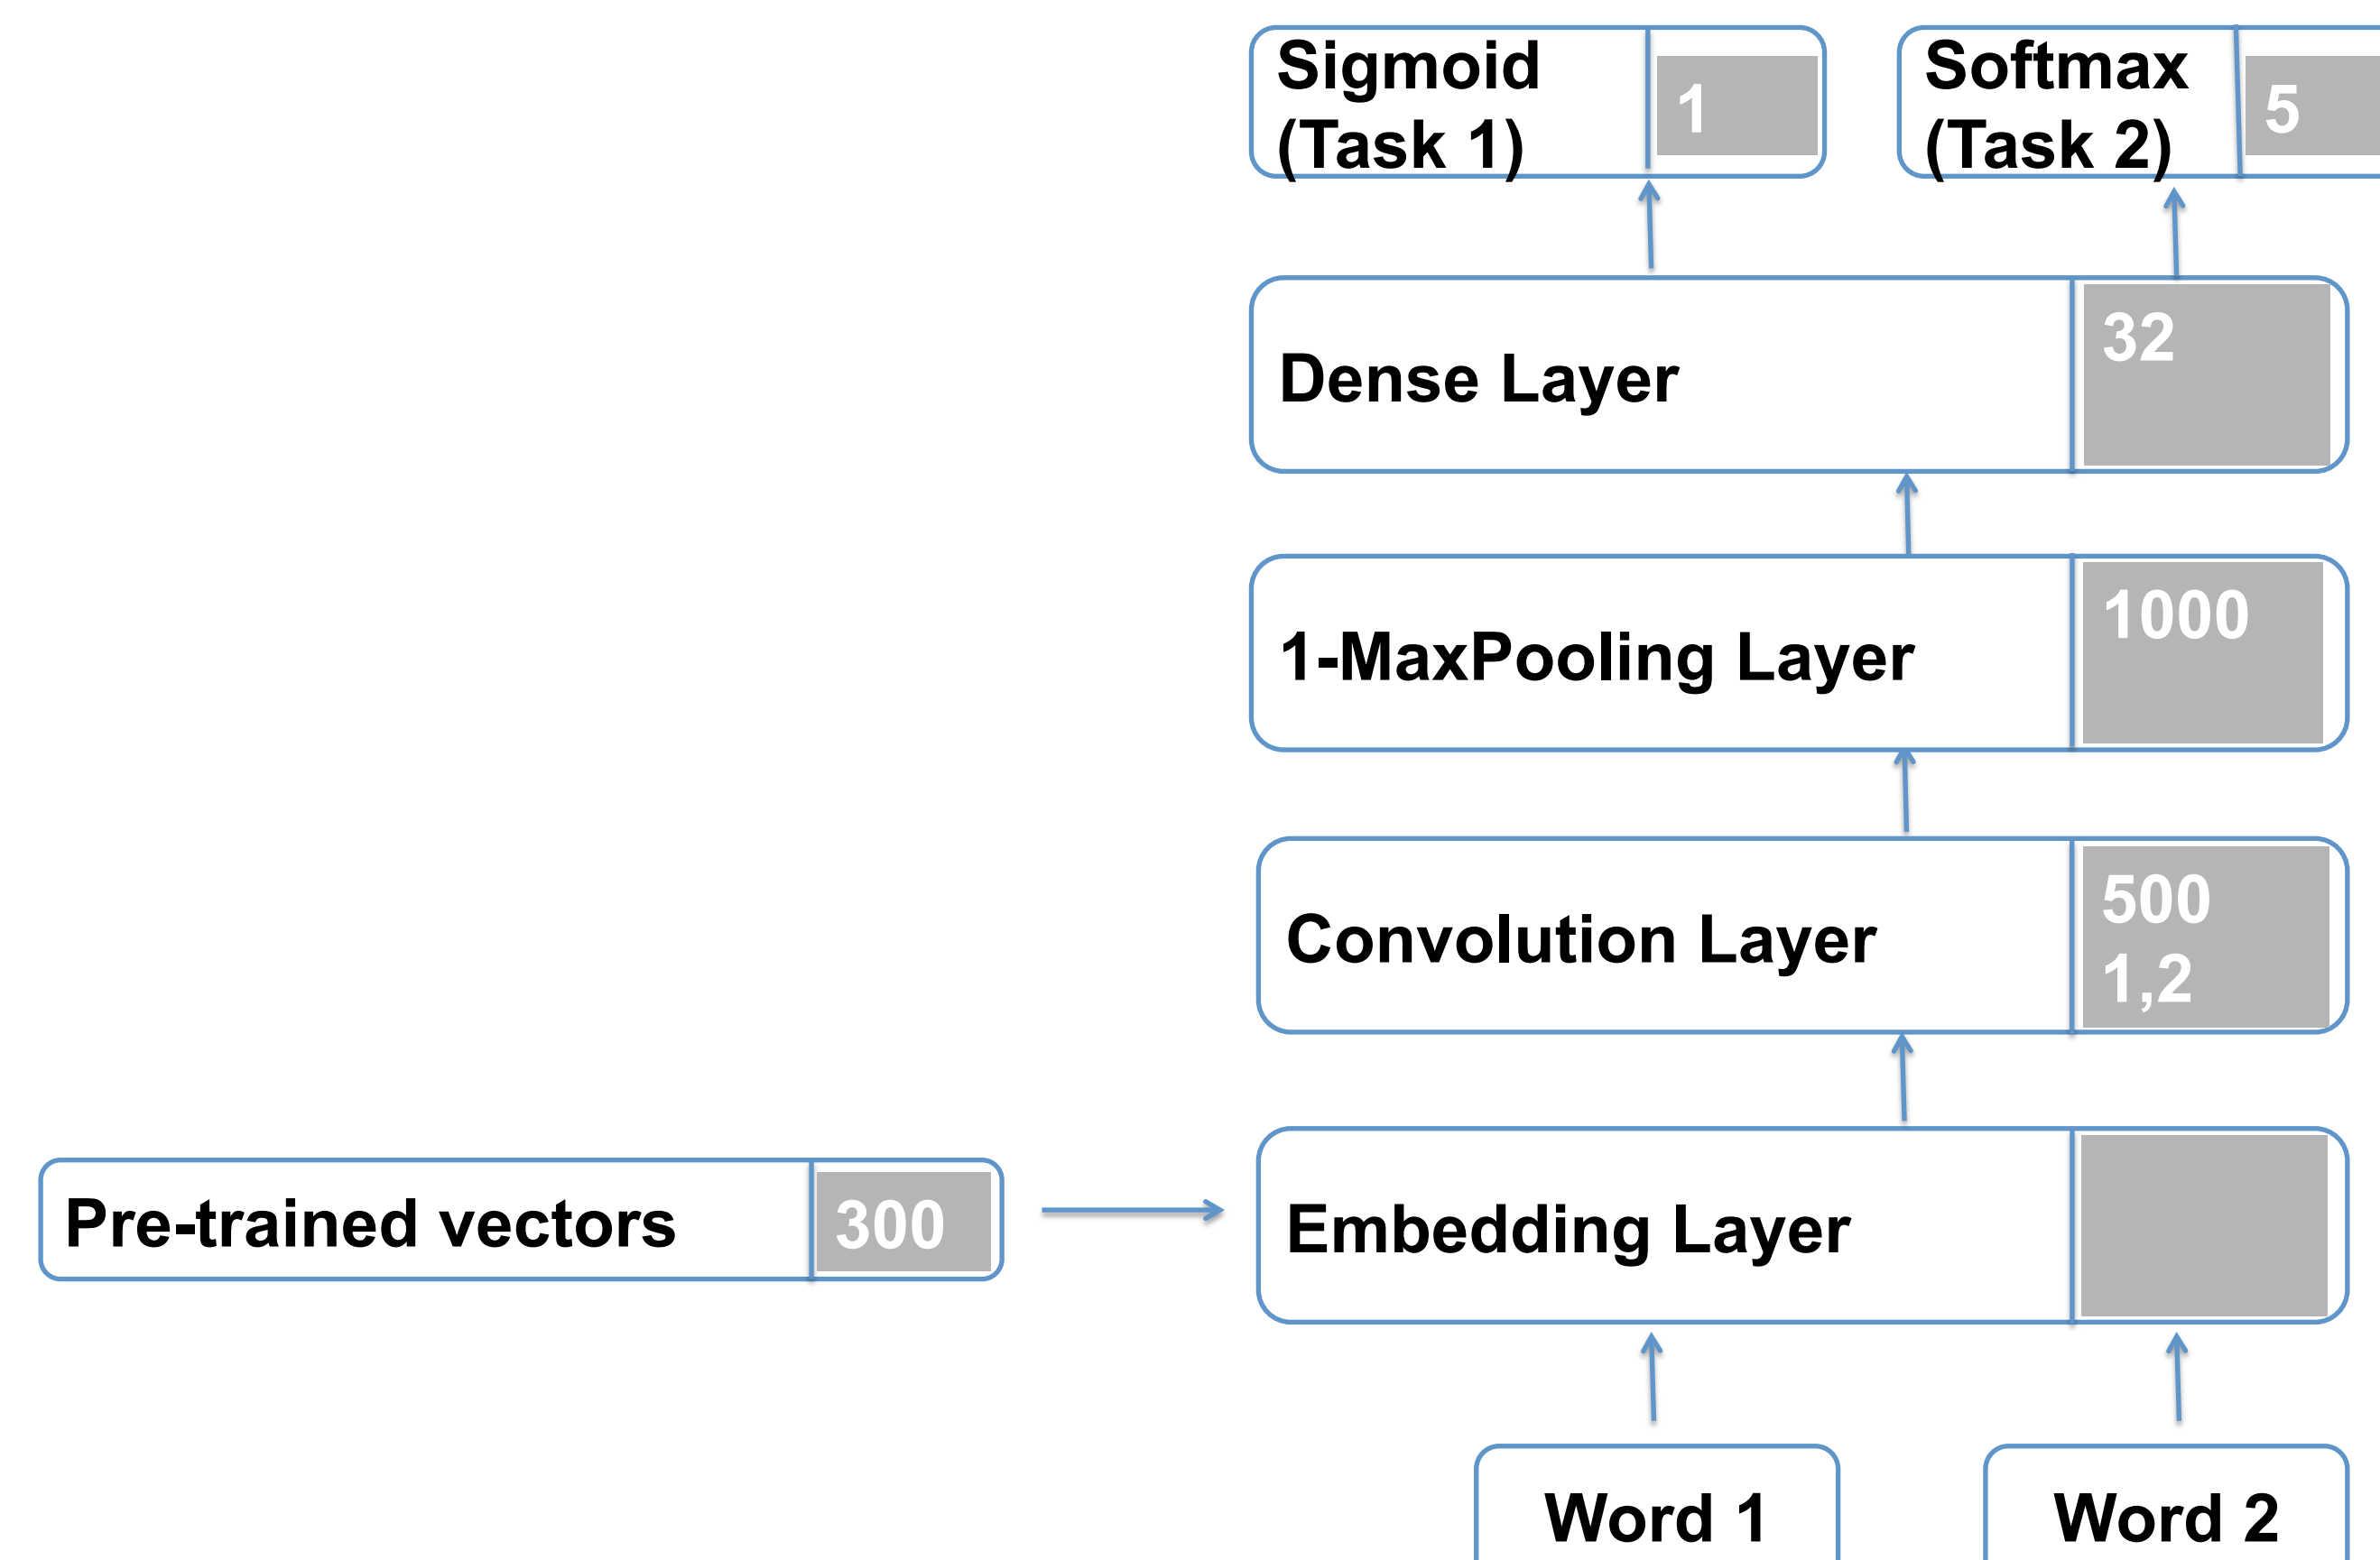 Sigmoid
(Task 1)
1
Softmax
(Task 2)
5
Dense Layer
32
1-MaxPooling Layer
1000
Convolution Layer
500
1,2
Pre-trained vectors
300
Embedding Layer
Word 1
Word 2